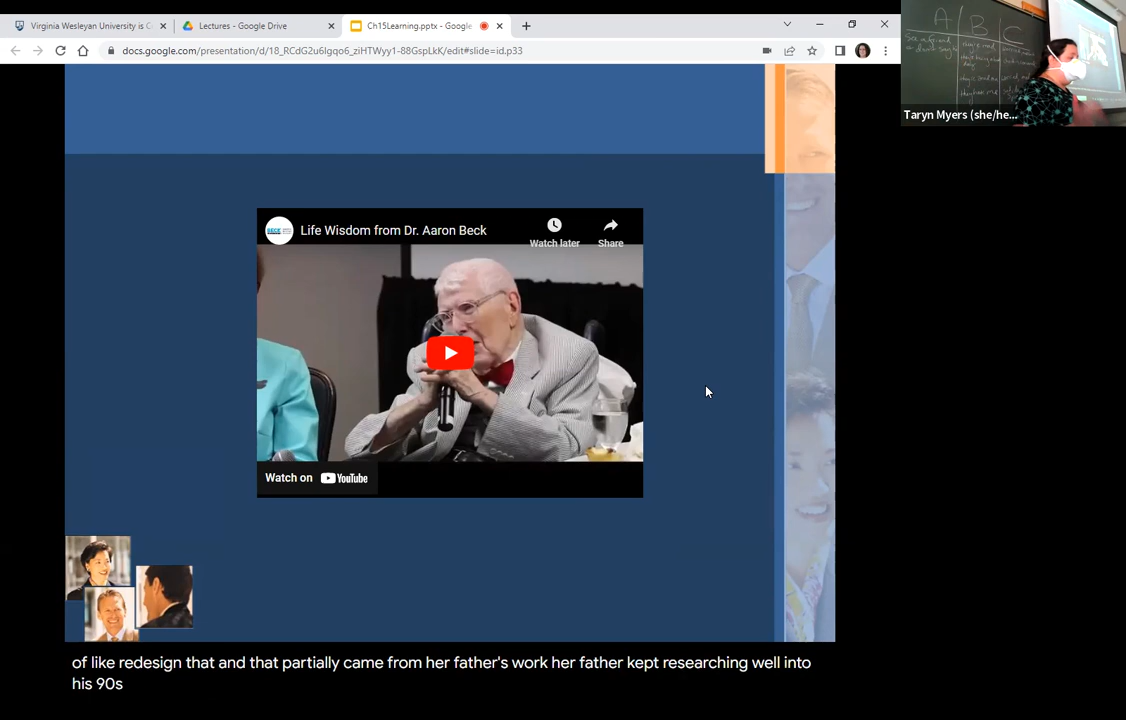 Virginia Wesleyan University is C
Lectures - Google Drive
Ch15Learning.pptx - Google
docs.google.com/presentation/d/18_RCdG2u6Igqo6_ziHTWyy1-88GspLkK/edit#slide=id.p33
A B C
Taryn Myers (she/he...
BECK
Life Wisdom from Dr. Aaron Beck
Watch later
Share
Watch on YouTube
of like redesign that and that partially came from her father's work her father kept researching well into
his 90s